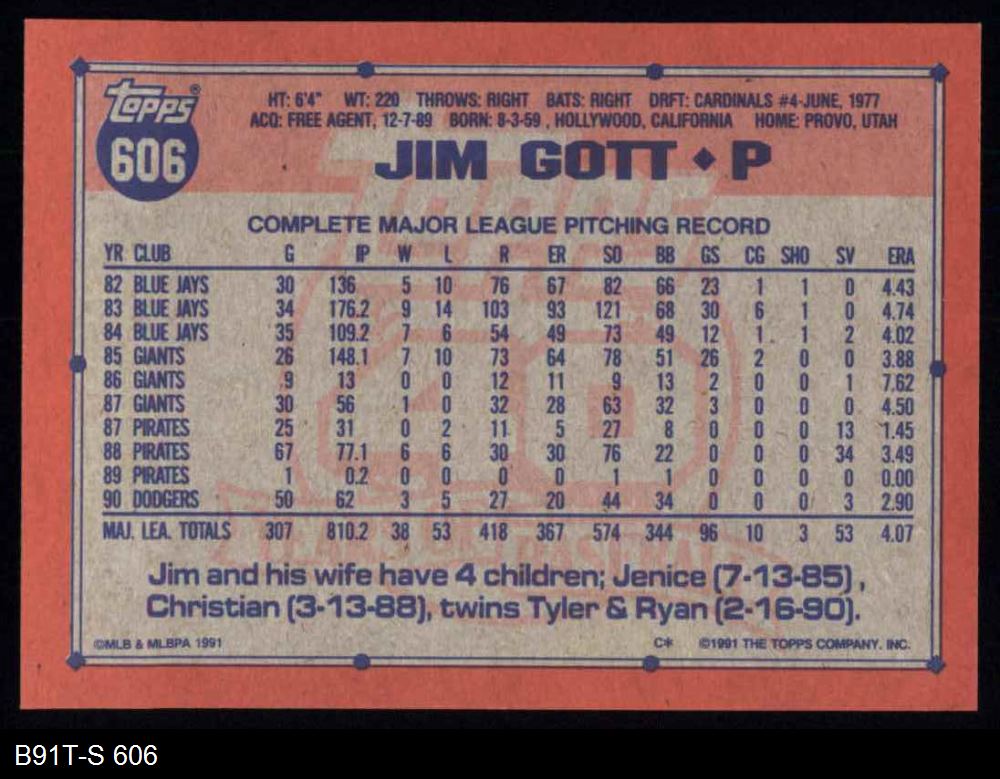 topps®
606
HT: 6'4" WT: 220 THROWS: RIGHT BATS: RIGHT DRFT: CARDINALS #4-JUNE, 1977
ACQ: FREE AGENT, 12-7-89 BORN: 8-3-59 , HOLLYWOOD, CALIFORNIA HOME: PROVO, UTAH
JIM GOTT ◆ P
COMPLETE MAJOR LEAGUE PITCHING RECORD
YR CLUB G IP W L R ER SO BB GS CG SHO SV ERA
82 BLUE JAYS 30 136 5 10 76 67 82 66 23 1 1 0 4.43
83 BLUE JAYS 34 176.2 9 14 103 93 121 68 30 6 1 0 4.74
84 BLUE JAYS 35 109.2 7 6 54 49 73 49 12 1 1 2 4.02
85 GIANTS 26 148.1 7 10 73 64 78 51 26 2 0 0 3.88
86 GIANTS 9 13 0 0 12 11 9 13 2 0 0 1 7.62
87 GIANTS 30 56 1 0 32 28 63 32 3 0 0 0 4.50
87 PIRATES 25 31 0 2 11 5 27 8 0 0 0 13 1.45
88 PIRATES 67 77.1 6 6 30 30 76 22 0 0 0 34 3.49
89 PIRATES 1 0.2 0 0 0 0 1 1 0 0 0 0 0.00
90 DODGERS 50 62 3 5 27 20 44 34 0 0 0 3 2.90
MAJ. LEA. TOTALS 307 810.2 38 53 418 367 574 344 96 10 3 53 4.07
Jim and his wife have 4 children; Jenice (7-13-85) ,
Christian (3-13-88), twins Tyler & Ryan (2-16-90).
©MLB & MLBPA 1991 C* ©1991 THE TOPPS COMPANY, INC.
Topps
40
YEARS OF BASEBALL
B91T-S 606